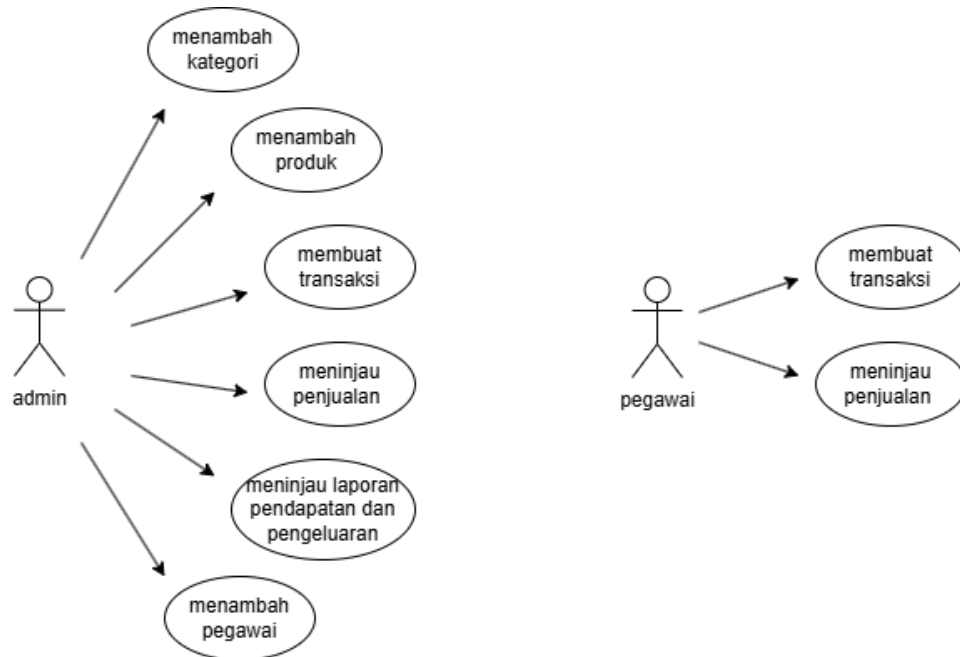 menambah
kategori
menambah
produk
membuat
transaksi
meninjau
penjualan
meninjau laporan
pendapatan dan
pengeluaran
menambah
pegawai
admin
membuat
transaksi
meninjau
penjualan
pegawai